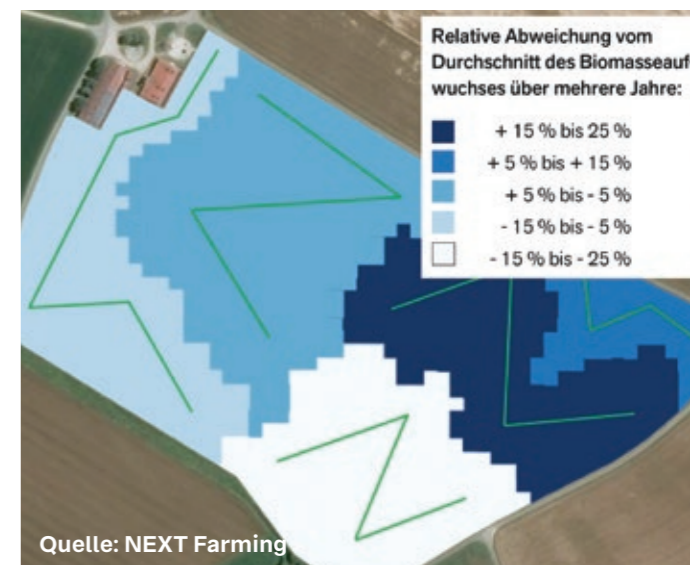 Relative Abweichung vom
Durchschnitt des Biomasseauf-
wuchses über mehrere Jahre:
+ 15 % bis 25 %
+ 5 % bis + 15 %
+ 5 % bis - 5 %
- 15 % bis - 5 %
- 15 % bis - 25 %
Quelle: NEXT Farming